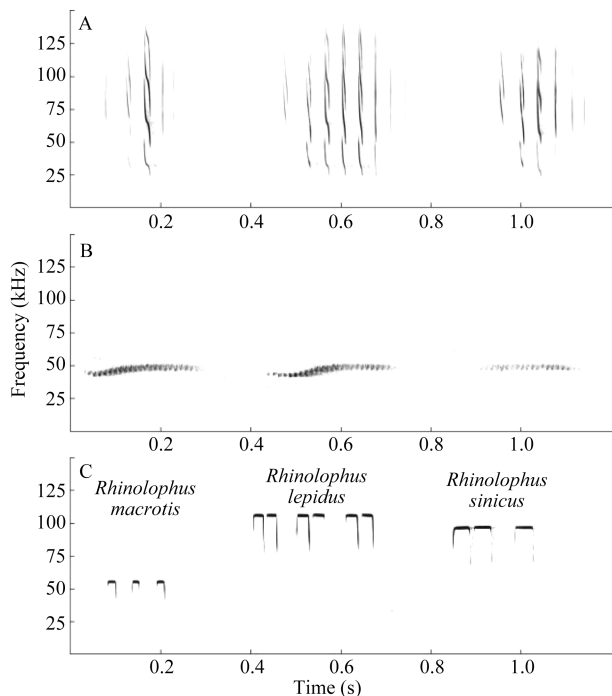 A
125
100
75
50
25
0.2 0.4 0.6 0.8 1.0
B
125
100
75
50
25
0.2 0.4 0.6 0.8 1.0
Frequency (kHz)
C
Rhinolophus macrotis
Rhinolophus lepidus
Rhinolophus sinicus
125
100
75
50
25
0.2 0.4 0.6 0.8 1.0
Time (s)